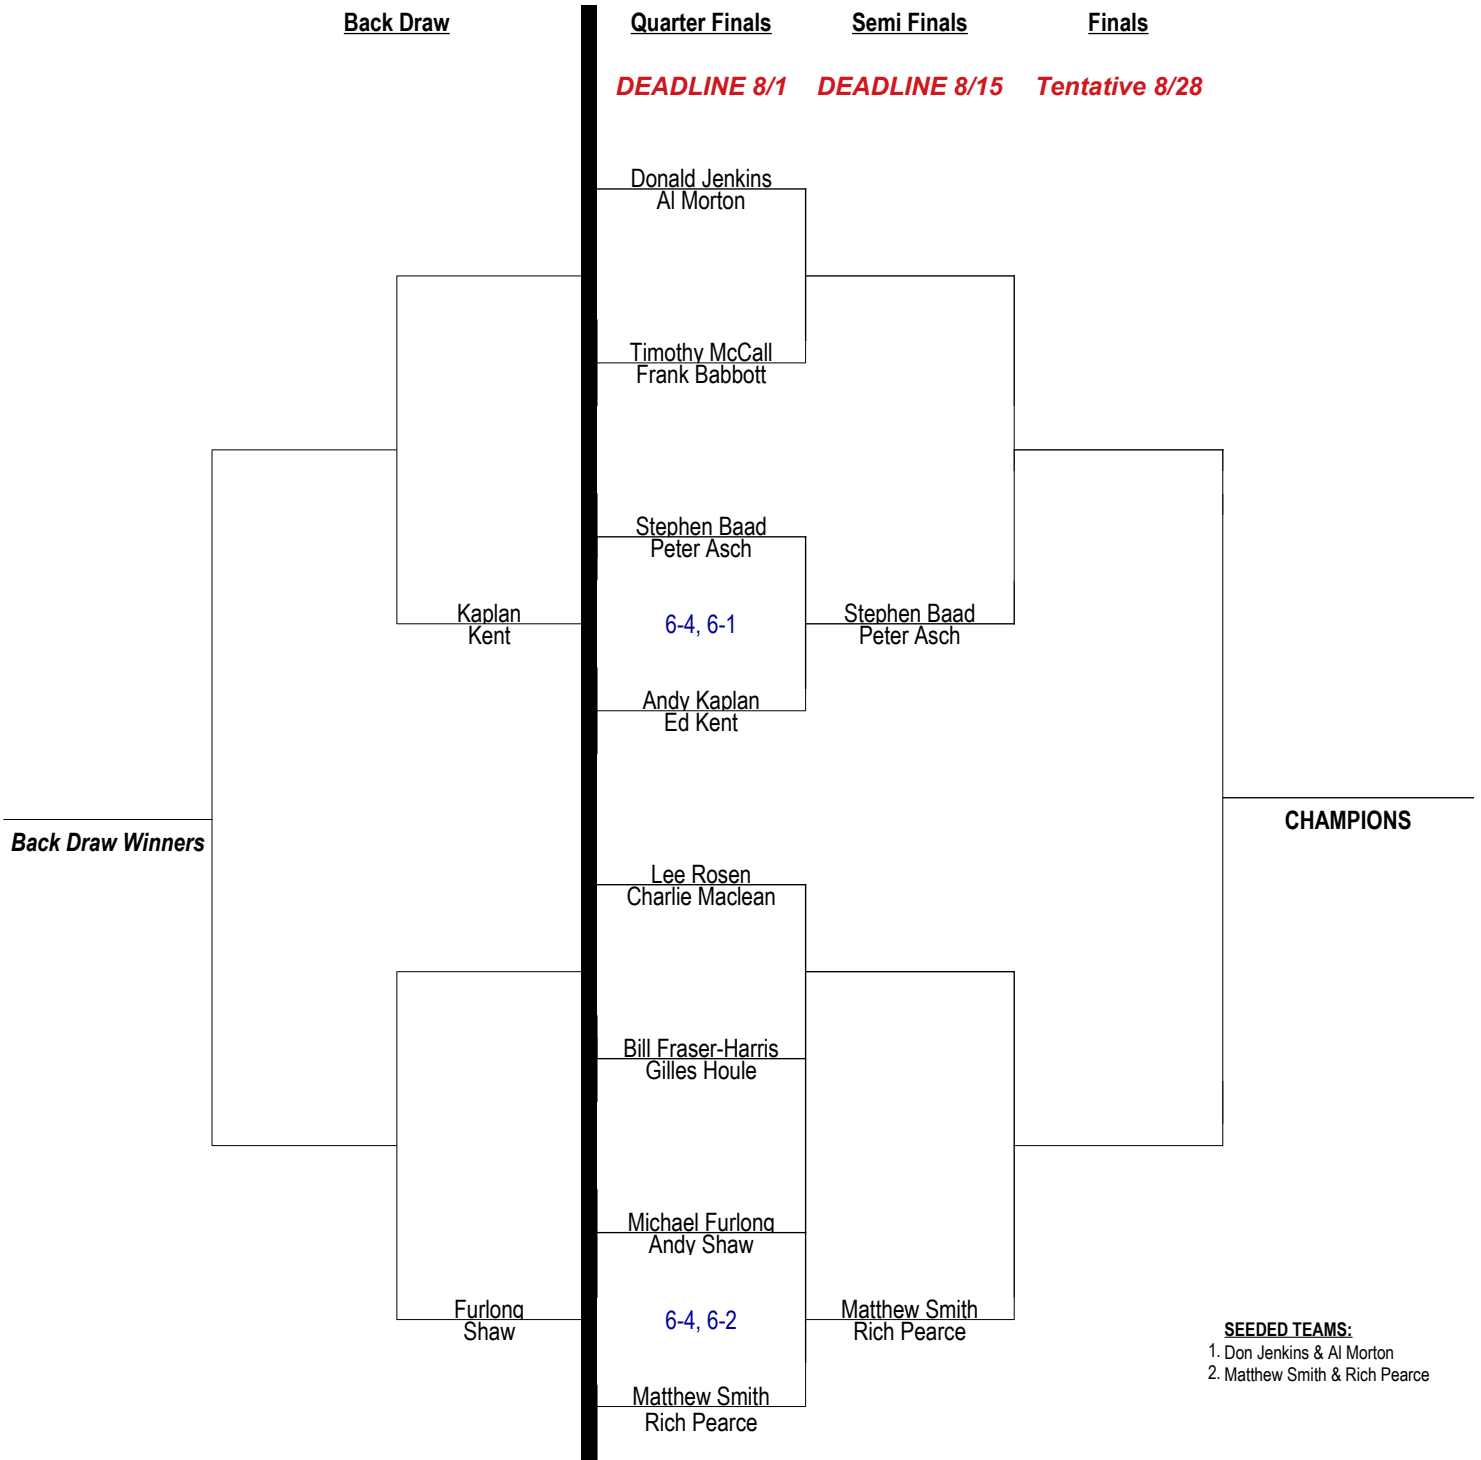 Back Draw
Quarter Finals
Semi Finals
Finals
DEADLINE 8/1
DEADLINE 8/15
Tentative 8/28
Donald Jenkins
Al Morton
Timothy McCall
Frank Babbott
Stephen Baad
Peter Asch
Kaplan
Kent
6-4, 6-1
Stephen Baad
Peter Asch
Andy Kaplan
Ed Kent
Back Draw Winners
CHAMPIONS
Lee Rosen
Charlie Maclean
Bill Fraser-Harris
Gilles Houle
Michael Furlong
Andy Shaw
Furlong
Shaw
6-4, 6-2
Matthew Smith
Rich Pearce
Matthew Smith
Rich Pearce
SEEDED TEAMS:
1. Don Jenkins & Al Morton
2. Matthew Smith & Rich Pearce